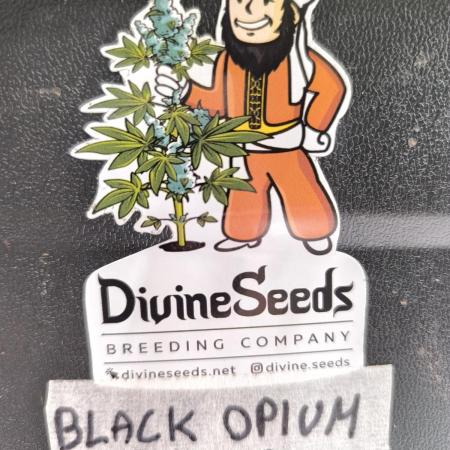 DivineSeeds
BREEDING COMPANY
divineseeds.net divine.seeds
BLACK OPIUM